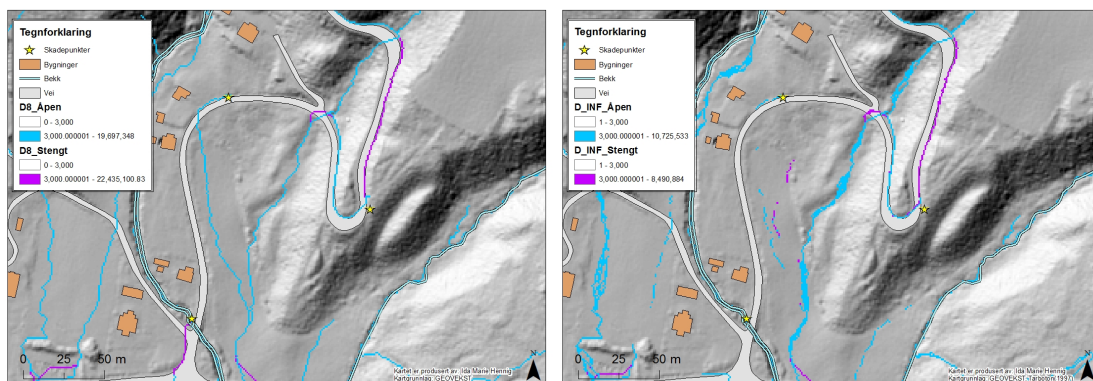 Tegnforklaring
Skadepunkter
Bygninger
Bekk
Vei
D8_Åpen
0 - 3,000
3,000.000001 - 19,697,348
D8_Stengt
0 - 3,000
3,000.000001 - 22,435,100.83
0 25 50 m
Kartet er produsert av :Ida Marie Hennig
Kartgrunnlag: GEOVEKST
N
Tegnforklaring
Skadepunkter
Bygninger
Bekk
Vei
D_INF_Åpen
1 - 3,000
3,000.000001 - 10,725,533
D_INF_Stengt
1 - 3,000
3,000.000001 - 8,490,884
0 25 50 m
Kartet er produsert av :Ida Marie Hennig
Kartgrunnlag: GEOVEKST
N